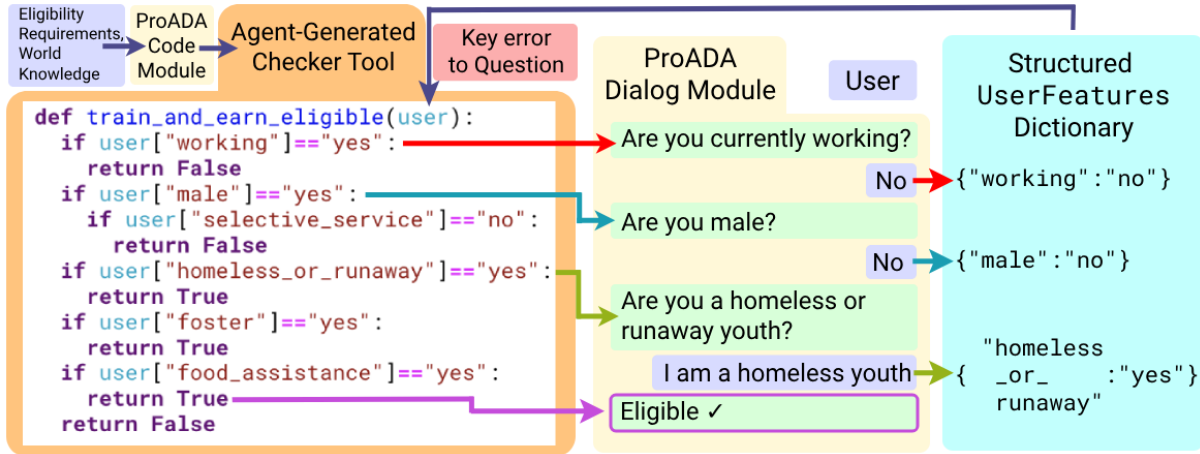 Eligibility
Requirements,
World
Knowledge
ProADA
Code
Module
Agent-Generated
Checker Tool
Key error
to Question
def train_and_earn_eligible(user):
if user["working"]=="yes":
return False
if user["male"]=="yes":
if user["selective_service"]=="no":
return False
if user["homeless_or_runaway"]=="yes":
return True
if user["foster"]=="yes":
return True
if user["food_assistance"]=="yes":
return True
return False
ProADA
Dialog Module
User
Are you currently working?
No
Are you male?
No
Are you a homeless or
runaway youth?
I am a homeless youth
Eligible ✓
Structured
UserFeatures
Dictionary
{"working":"no"}
{"male":"no"}
"homeless
{ _or_ :"yes"}
runaway"